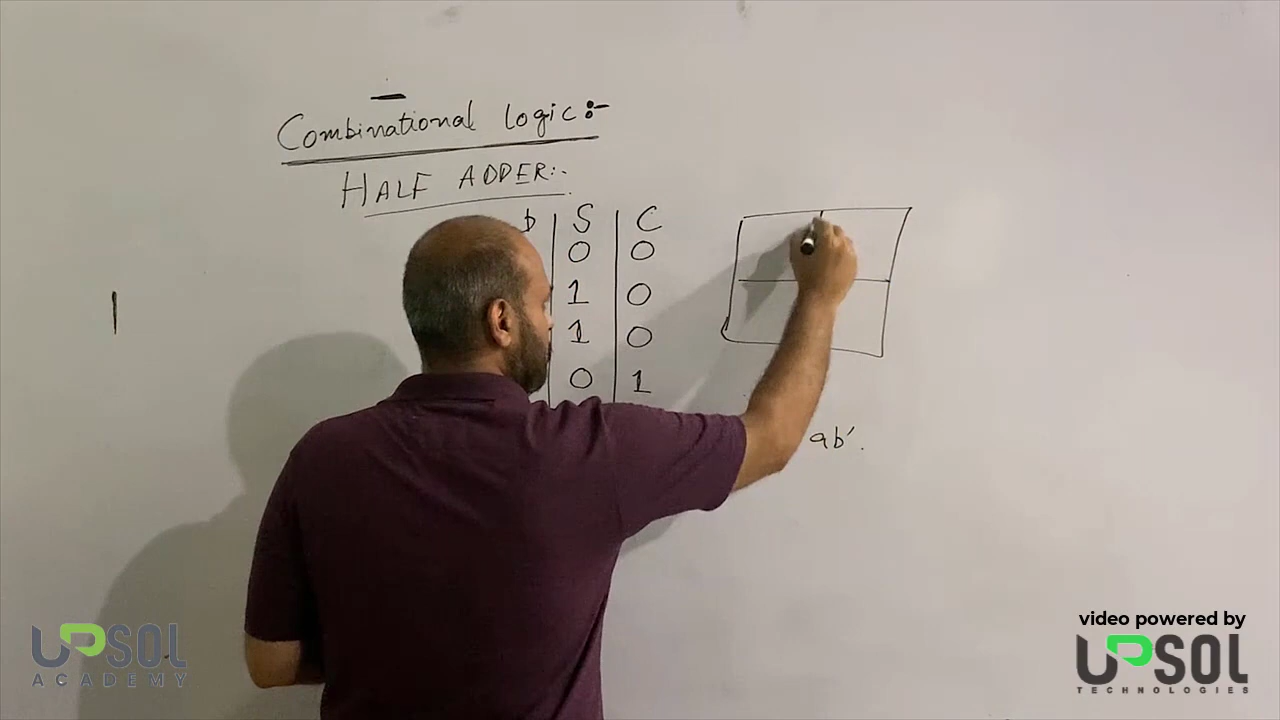 Combinational Logic:-
HALF ADDER:-
b S C
0 0
1 0
1 0
0 1
ab'.
video powered by
UPSOL
ACADEMY
UPSOL
TECHNOLOGIES